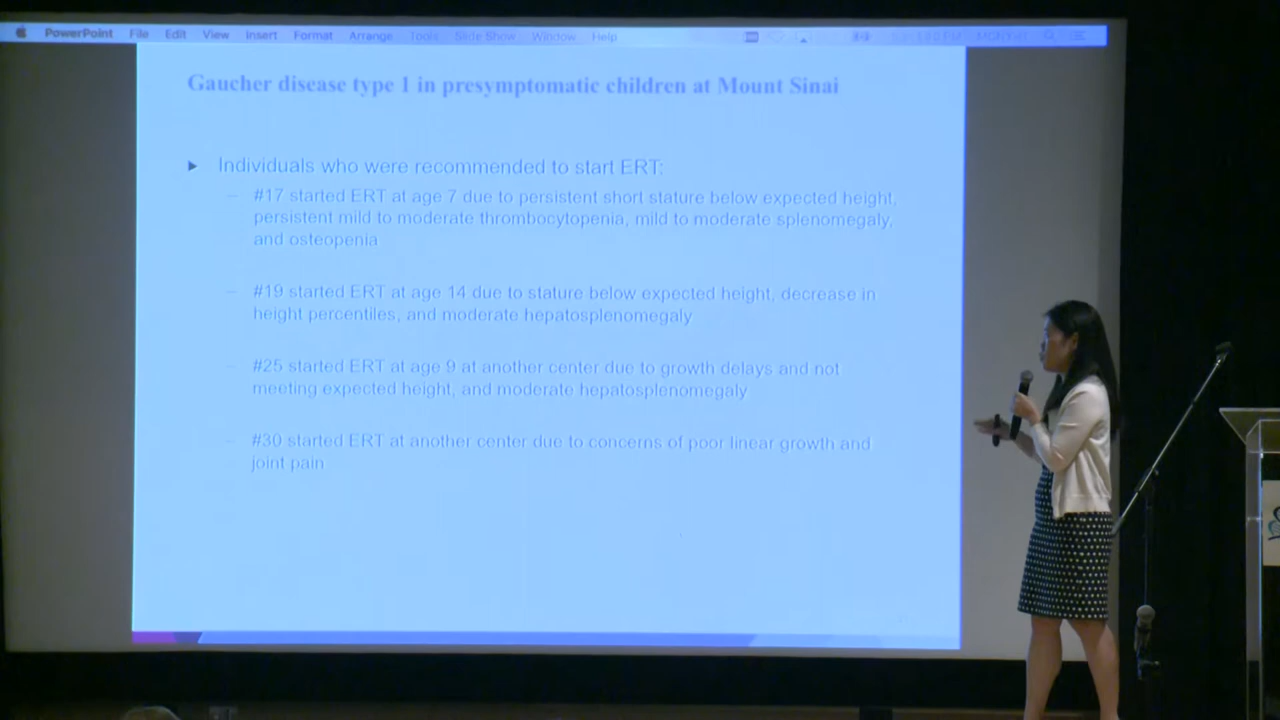 PowerPoint File Edit View Insert Format Arrange Tools Slide Show Window Help
Gaucher disease type 1 in presymptomatic children at Mount Sinai
Individuals who were recommended to start ERT:
– #17 started ERT at age 7 due to persistent short stature below expected height,
persistent mild to moderate thrombocytopenia, mild to moderate splenomegaly,
and osteopenia
– #19 started ERT at age 14 due to stature below expected height, decrease in
height percentiles, and moderate hepatosplenomegaly
– #25 started ERT at age 9 at another center due to growth delays and not
meeting expected height, and moderate hepatosplenomegaly
– #30 started ERT at another center due to concerns of poor linear growth and
joint pain